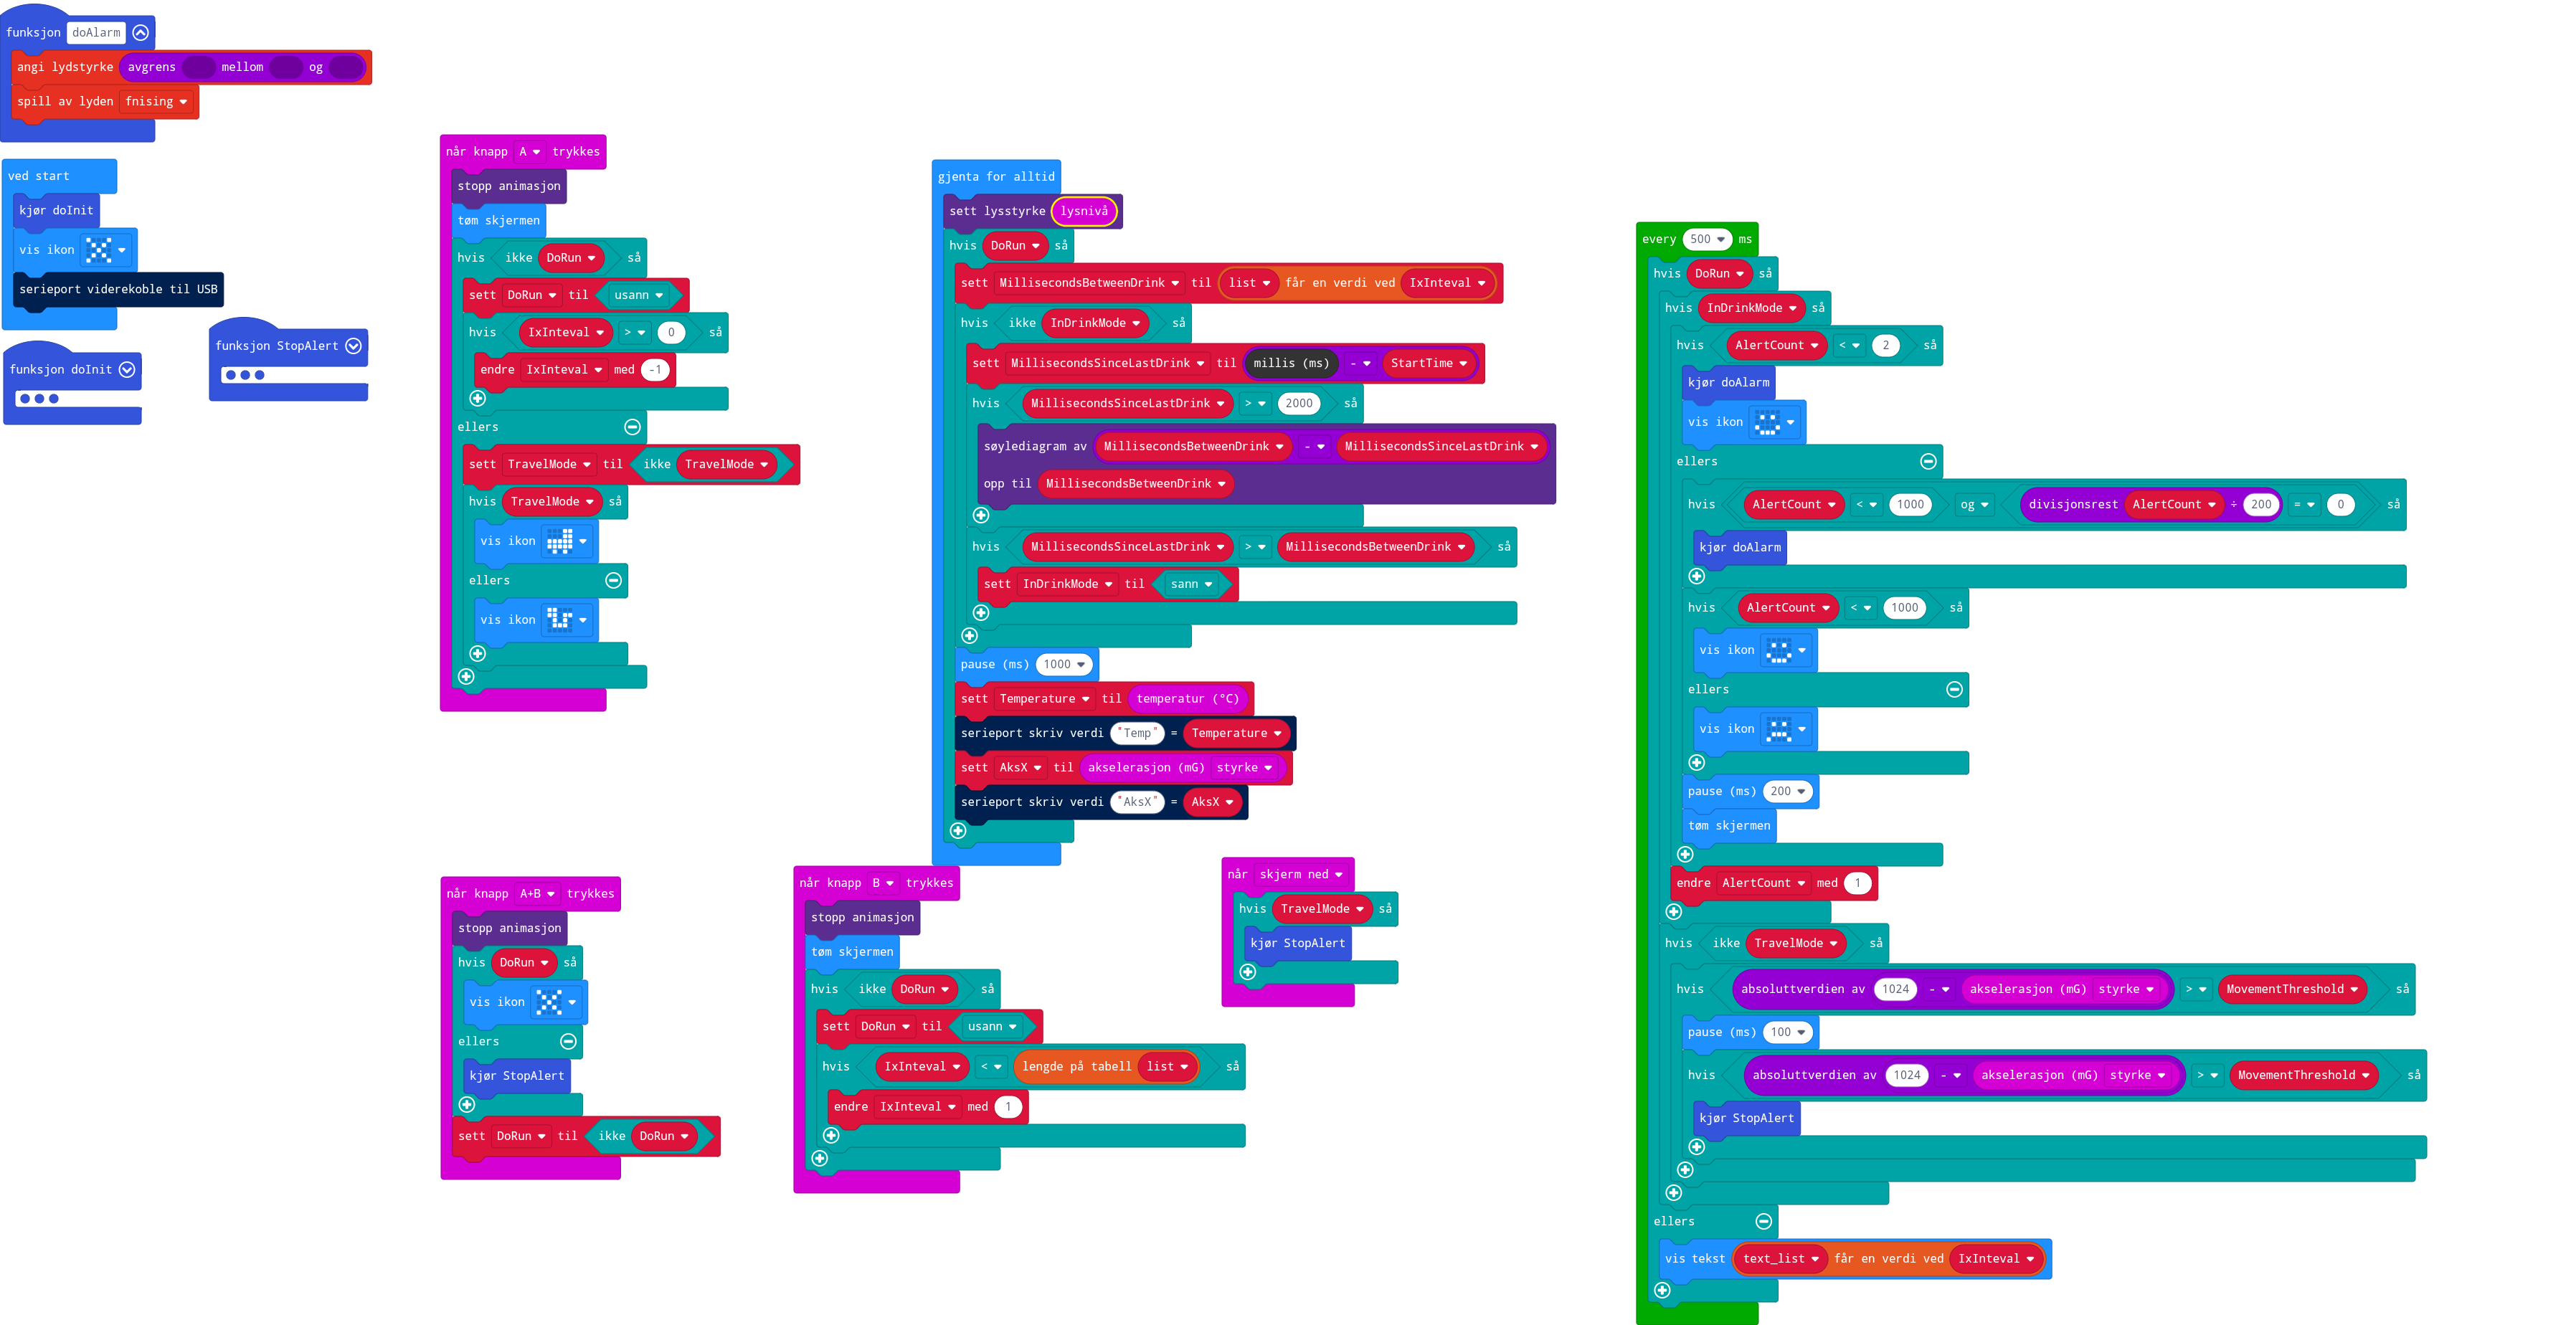 funksjon doAlarm
angi lydstyrke avgrens mellom og
spill av lyden fnising
ved start
kjør doInit
vis ikon
serieport viderekoble til USB
funksjon doInit
funksjon StopAlert
når knapp A trykkes
stopp animasjon
tøm skjermen
hvis ikke DoRun så
sett DoRun til usann
hvis IxInteval > 0 så
endre IxInteval med -1
ellers
sett TravelMode til ikke TravelMode
hvis TravelMode så
vis ikon
ellers
vis ikon
når knapp A+B trykkes
stopp animasjon
hvis DoRun så
vis ikon
ellers
kjør StopAlert
sett DoRun til ikke DoRun
når knapp B trykkes
stopp animasjon
tøm skjermen
hvis ikke DoRun så
sett DoRun til usann
hvis IxInteval < lengde på tabell list så
endre IxInteval med 1
gjenta for alltid
sett lysstyrke lysnivå
hvis DoRun så
sett MillisecondsBetweenDrink til list får en verdi ved IxInteval
hvis ikke InDrinkMode så
sett MillisecondsSinceLastDrink til millis (ms) - StartTime
hvis MillisecondsSinceLastDrink > 2000 så
søylediagram av MillisecondsBetweenDrink - MillisecondsSinceLastDrink
opp til MillisecondsBetweenDrink
hvis MillisecondsSinceLastDrink > MillisecondsBetweenDrink så
sett InDrinkMode til sann
pause (ms) 1000
sett Temperature til temperatur (°C)
serieport skriv verdi "Temp" = Temperature
sett AksX til akselerasjon (mG) styrke
serieport skriv verdi "AksX" = AksX
når skjerm ned
hvis TravelMode så
kjør StopAlert
every 500 ms
hvis DoRun så
hvis InDrinkMode så
hvis AlertCount < 2 så
kjør doAlarm
vis ikon
ellers
hvis AlertCount < 1000 og divisjonsrest AlertCount ÷ 200 = 0 så
kjør doAlarm
hvis AlertCount < 1000 så
vis ikon
ellers
vis ikon
pause (ms) 200
tøm skjermen
endre AlertCount med 1
hvis ikke TravelMode så
hvis absoluttverdien av 1024 - akselerasjon (mG) styrke > MovementThreshold så
pause (ms) 100
hvis absoluttverdien av 1024 - akselerasjon (mG) styrke > MovementThreshold så
kjør StopAlert
ellers
vis tekst text_list får en verdi ved IxInteval